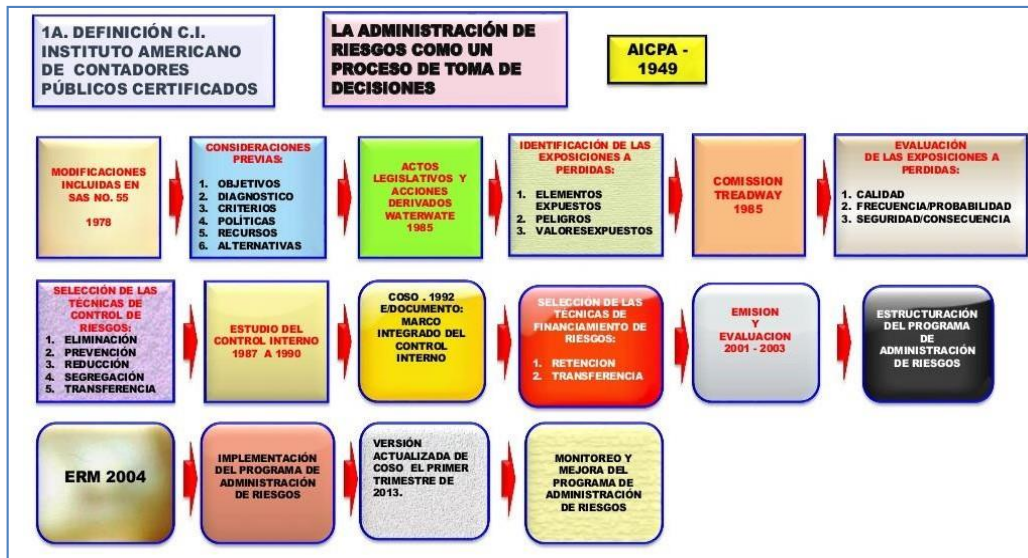 1A. DEFINICIÓN C.I.
INSTITUTO AMERICANO
DE CONTADORES
PÚBLICOS CERTIFICADOS
LA ADMINISTRACIÓN DE
RIESGOS COMO UN
PROCESO DE TOMA DE
DECISIONES
AICPA -
1949
MODIFICACIONES
INCLUIDAS EN
SAS NO. 55
1978
CONSIDERACIONES
PREVIAS:
1. OBJETIVOS
2. DIAGNOSTICO
3. CRITERIOS
4. POLÍTICAS
5. RECURSOS
6. ALTERNATIVAS
ACTOS
LEGISLATIVOS Y
ACCIONES
DERIVADOS
WATERWATE
1985
IDENTIFICACIÓN DE LAS
EXPOSICIONES A
PERDIDAS:
1. ELEMENTOS
EXPUESTOS
2. PELIGROS
3. VALORESEXPUESTOS
COMISSION
TREADWAY
1985
EVALUACIÓN
DE LAS EXPOSICIONES A
PERDIDAS:
1. CALIDAD
2. FRECUENCIA/PROBABILIDAD
3. SEGURIDAD/CONSECUENCIA
SELECCIÓN DE LAS
TÉCNICAS DE
CONTROL DE
RIESGOS:
1. ELIMINACIÓN
2. PREVENCIÓN
3. REDUCCIÓN
4. SEGREGACIÓN
5. TRANSFERENCIA
ESTUDIO DEL
CONTROL INTERNO
1987 A 1990
COSO . 1992
E/DOCUMENTO:
MARCO
INTEGRADO DEL
CONTROL
INTERNO
SELECCIÓN DE LAS
TÉCNICAS DE
FINANCIAMIENTO DE
RIESGOS:
1. RETENCION
2. TRANSFERENCIA
EMISION
Y
EVALUACION
2001 - 2003
ESTRUCTURACIÓN
DEL PROGRAMA
DE
ADMINISTRACIÓN
DE RIESGOS
ERM 2004
IMPLEMENTACIÓN
DEL PROGRAMA DE
ADMINISTRACIÓN
DE RIESGOS
VERSIÓN
ACTUALIZADA DE
COSO EL PRIMER
TRIMESTRE DE
2013.
MONITOREO Y
MEJORA DEL
PROGRAMA DE
ADMINISTRACIÓN
DE RIESGOS